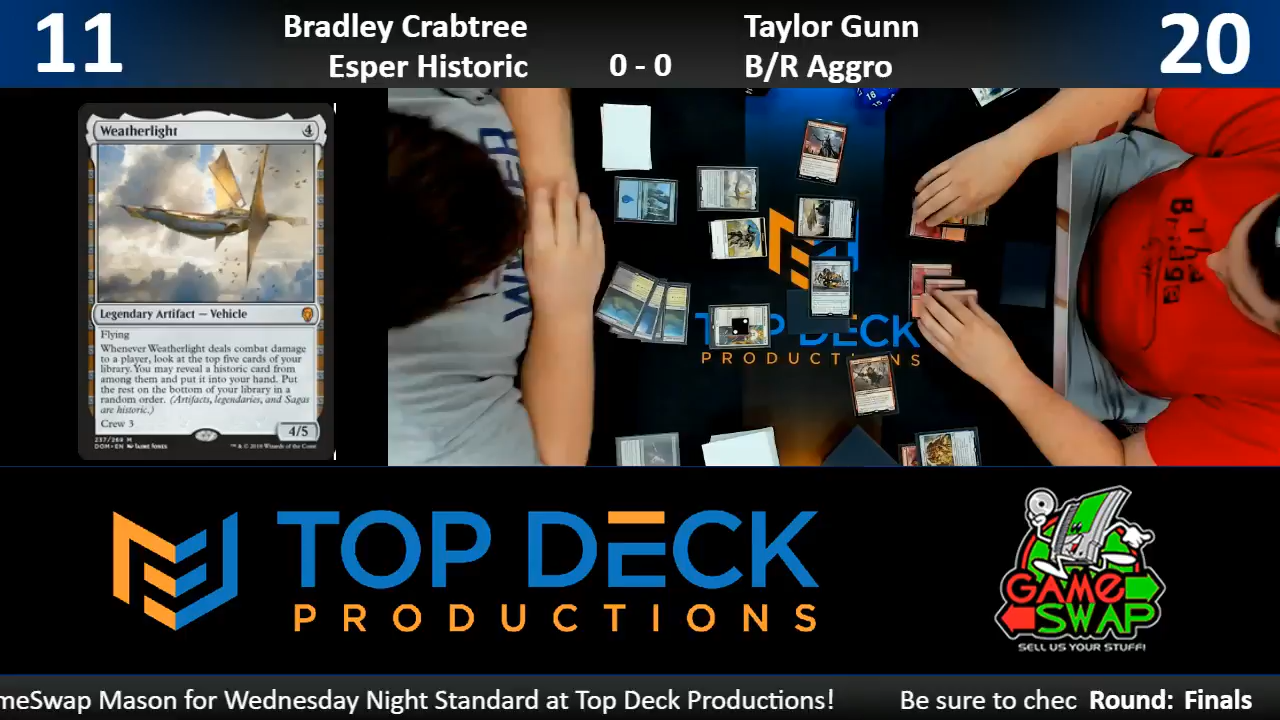 11
Bradley Crabtree
Esper Historic
0 - 0
Taylor Gunn
B/R Aggro
20
Weatherlight
4
Legendary Artifact — Vehicle
Flying
Whenever Weatherlight deals combat damage
to a player, look at the top five cards of your
library. You may reveal a historic card from
among them and put it into your hand. Put
the rest on the bottom of your library in a
random order. (Artifacts, legendaries, and Sagas
are historic.)
Crew 3
4/5
237/269 M
DOM • EN
TOP DECK
PRODUCTIONS
TOP DECK
PRODUCTIONS
GAME
SWAP
SELL US YOUR STUFF!
meSwap Mason for Wednesday Night Standard at Top Deck Productions!
Be sure to chec
Round: Finals